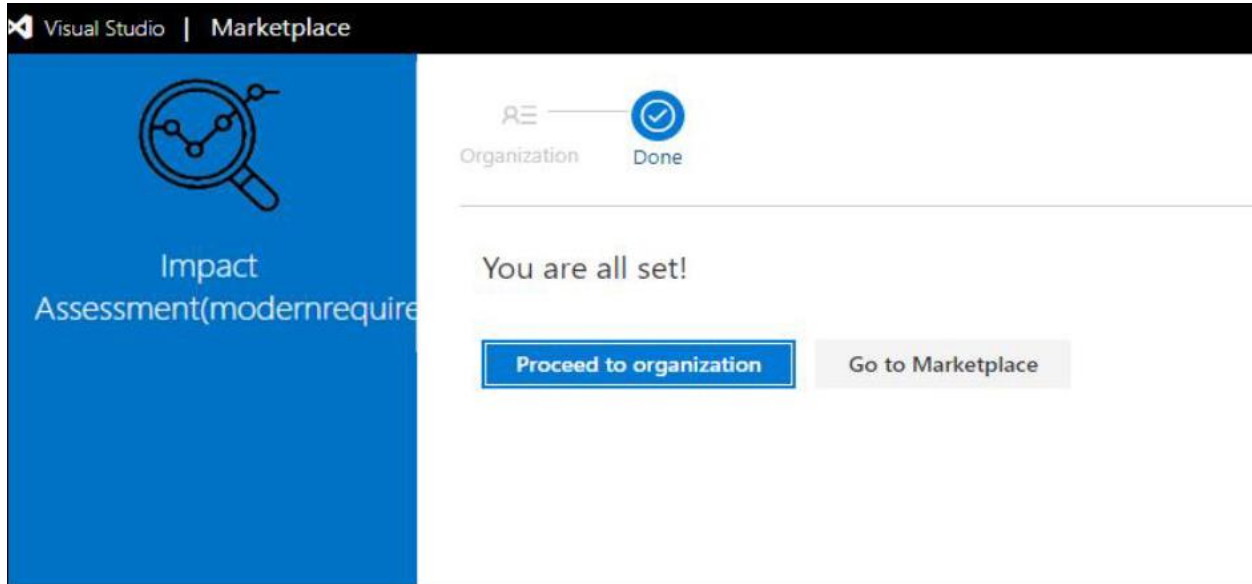 Visual Studio | Marketplace
Organization
Done
Impact
Assessment(modernrequire
You are all set!
Proceed to organization
Go to Marketplace